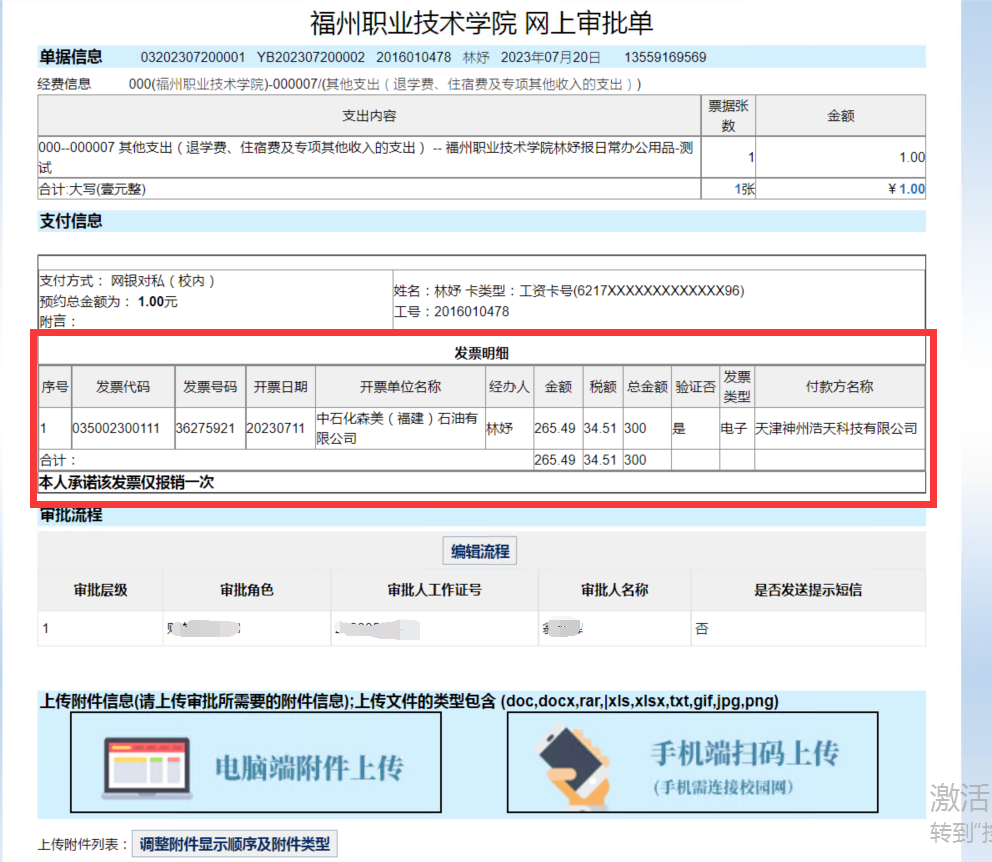 福州职业技术学院 网上审批单
单据信息 03202307200001 YB202307200002 2016010478 林妤 2023年07月20日 13559169569
经费信息 000(福州职业技术学院)-000007/(其他支出（退学费、住宿费及专项其他收入的支出））
支出内容 票据张数 金额
000--000007 其他支出（退学费、住宿费及专项其他收入的支出） -- 福州职业技术学院林妤报日常办公用品-测
试 1 1.00
合计:大写(壹元整) 1张 ￥1.00
支付信息
支付方式： 网银对私（校内）
预约总金额为： 1.00元
附言：
姓名：林妤 卡类型：工资卡号(6217XXXXXXXXXXXXX96)
工号：2016010478
发票明细
序号 发票代码 发票号码 开票日期 开票单位名称 经办人 金额 税额 总金额 验证否 发票类型 付款方名称
1 035002300111 36275921 20230711 中石化森美（福建）石油有限公司 林妤 265.49 34.51 300 是 电子 天津神州浩天科技有限公司
合计： 265.49 34.51 300
本人承诺该发票仅报销一次
审批流程
编辑流程
审批层级 审批角色 审批人工作证号 审批人名称 是否发送提示短信
1 否
上传附件信息(请上传审批所需要的附件信息);上传文件的类型包含 (doc,docx,rar,|xls,xlsx,txt,gif,jpg,png)
电脑端附件上传
手机端扫码上传
(手机需连接校园网)
上传附件列表： 调整附件显示顺序及附件类型
激活
转到"